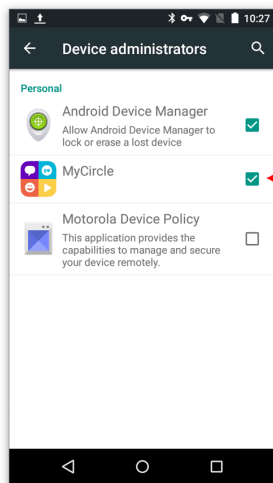 10:27
Device administrators
Personal
Android Device Manager
Allow Android Device Manager to
lock or erase a lost device
MyCircle
Motorola Device Policy
This application provides the
capabilities to manage and secure
your device remotely.